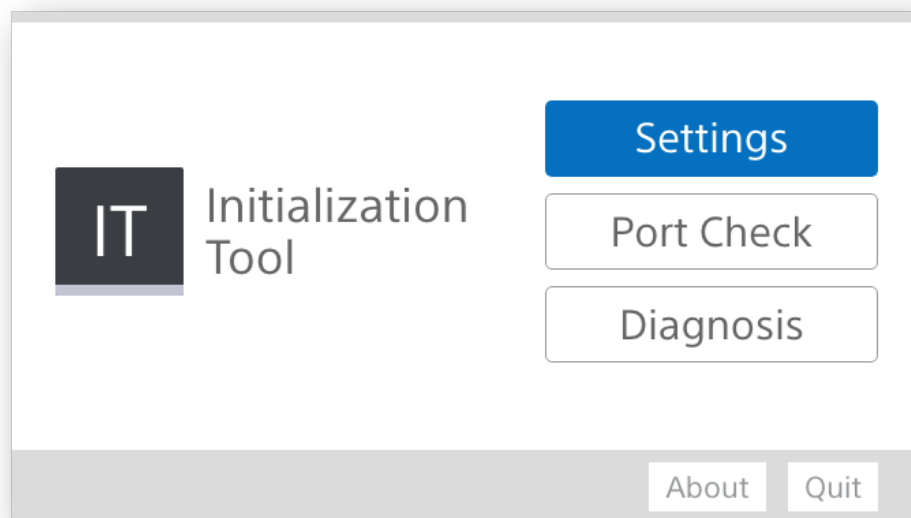 IT
Initialization
Tool
Settings
Port Check
Diagnosis
About
Quit